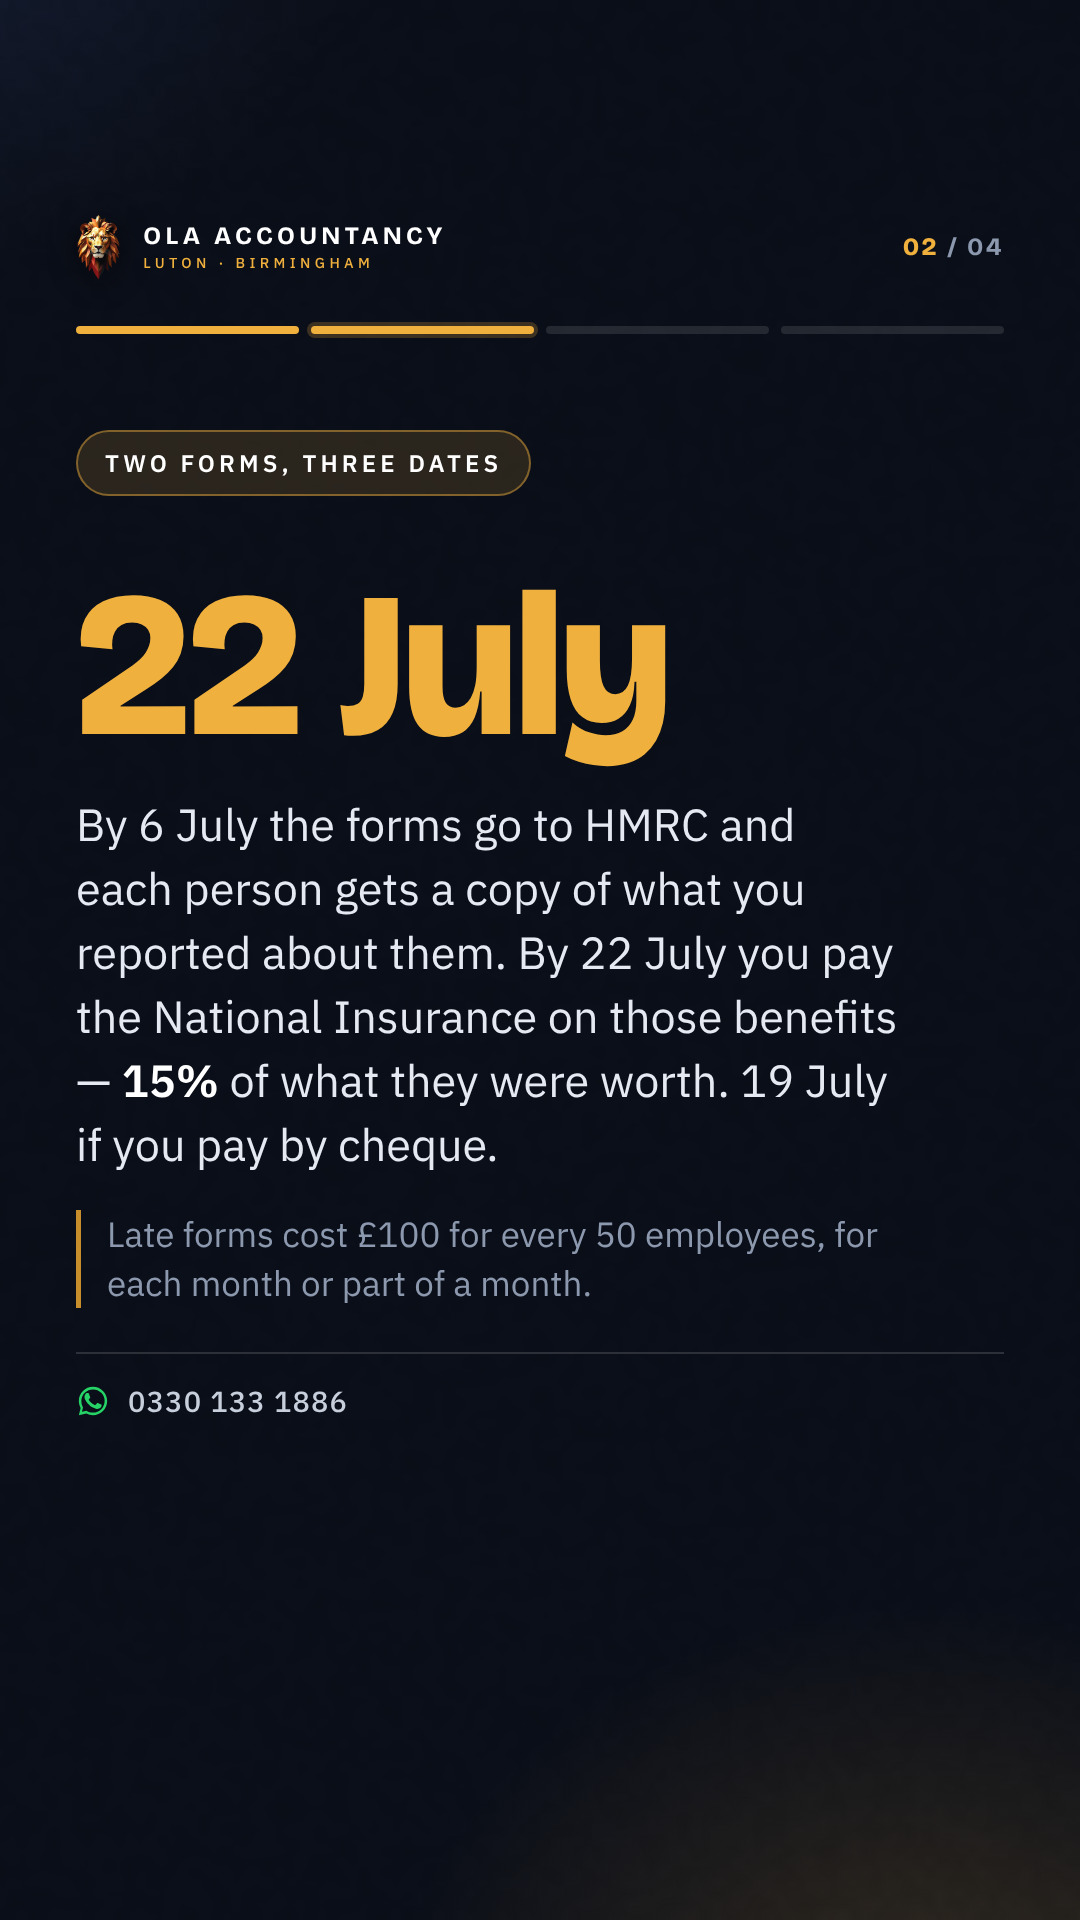 OLA ACCOUNTANCY
LUTON · BIRMINGHAM
02 / 04
TWO FORMS, THREE DATES
22 July
By 6 July the forms go to HMRC and
each person gets a copy of what you
reported about them. By 22 July you pay
the National Insurance on those benefits
— 15% of what they were worth. 19 July
if you pay by cheque.
Late forms cost £100 for every 50 employees, for
each month or part of a month.
0330 133 1886